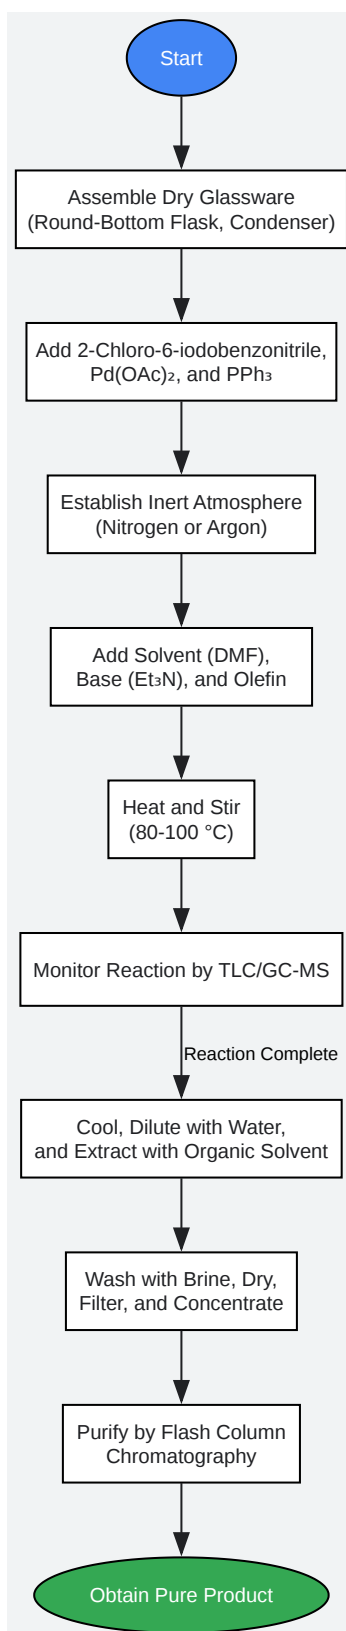 Start
Assemble Dry Glassware
(Round-Bottom Flask, Condenser)
Add 2-Chloro-6-iodobenzonitrile,
Pd(OAc)₂, and PPh₃
Establish Inert Atmosphere
(Nitrogen or Argon)
Add Solvent (DMF),
Base (Et₃N), and Olefin
Heat and Stir
(80-100 °C)
Monitor Reaction by TLC/GC-MS
Reaction Complete
Cool, Dilute with Water,
and Extract with Organic Solvent
Wash with Brine, Dry,
Filter, and Concentrate
Purify by Flash Column
Chromatography
Obtain Pure Product